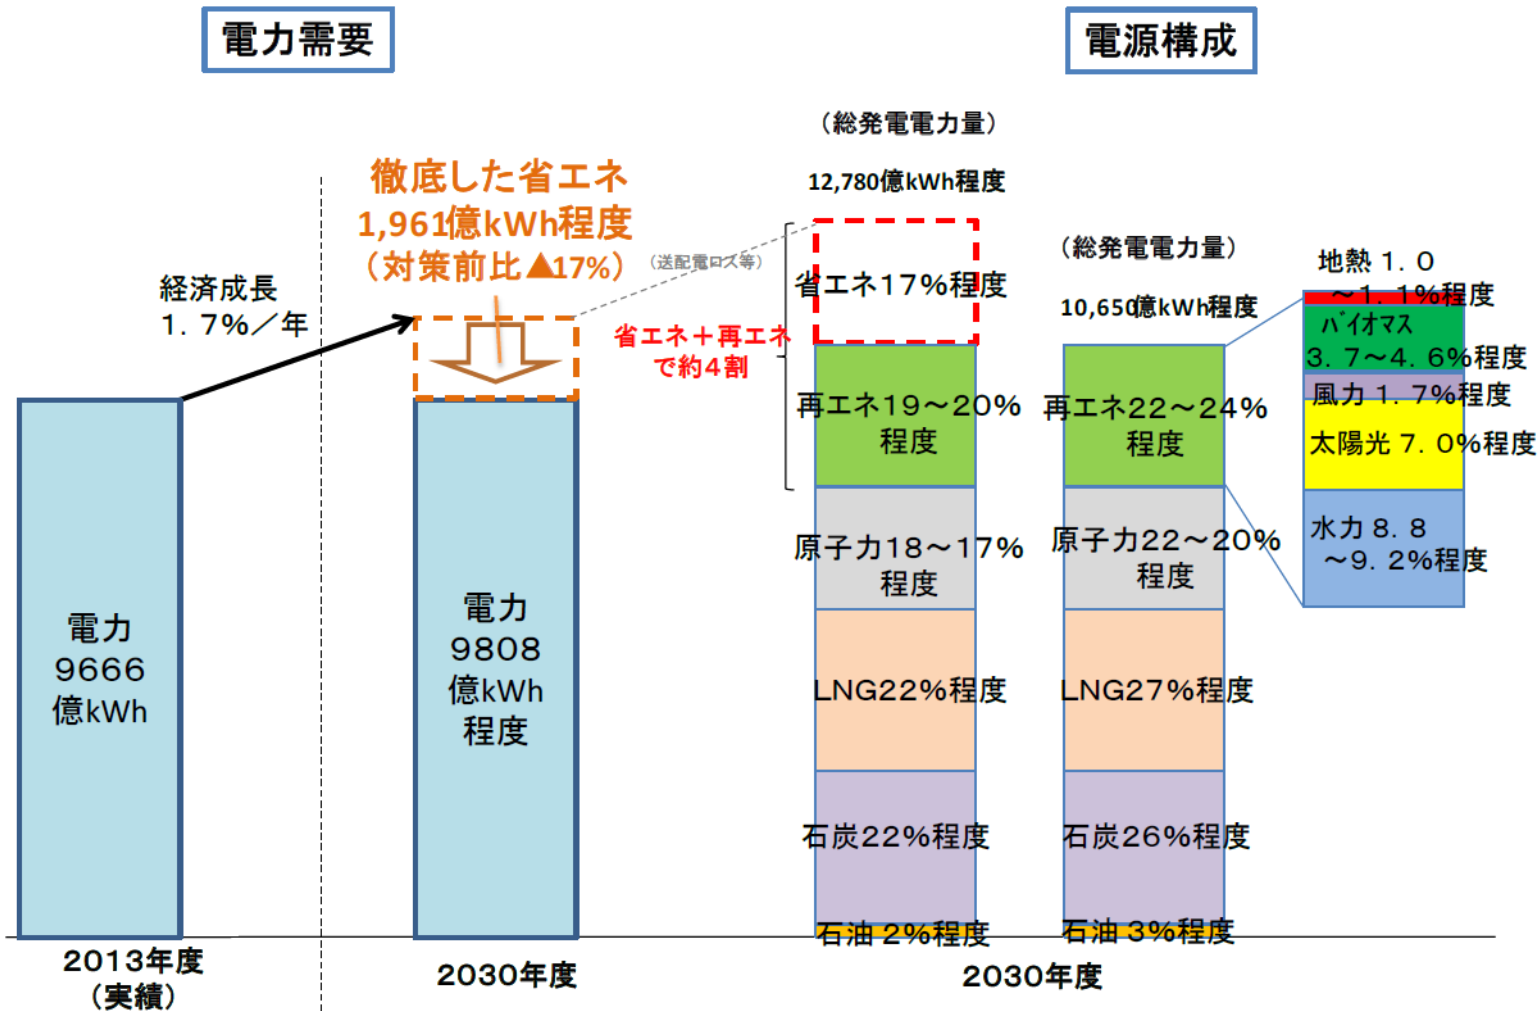 電力需要
電源構成
(総発電電力量)
12,780億kWh程度
徹底した省エネ
1,961億kWh程度
(対策前比▲17%)
(送配電ロス等)
経済成長
1.7%/年
省エネ17%程度
省エネ+再エネ
で約4割
再エネ19~20%
程度
原子力18~17%
程度
LNG22%程度
石炭22%程度
石油 2%程度
(総発電電力量)
10,650億kWh程度
再エネ22~24%
程度
原子力22~20%
程度
LNG27%程度
石炭26%程度
石油 3%程度
地熱 1.0
~1.1%程度
バイオマス
3.7~4.6%程度
風力 1.7%程度
太陽光 7.0%程度
水力 8.8
~9.2%程度
電力
9666
億kWh
電力
9808
億kWh
程度
2013年度
(実績)
2030年度
2030年度